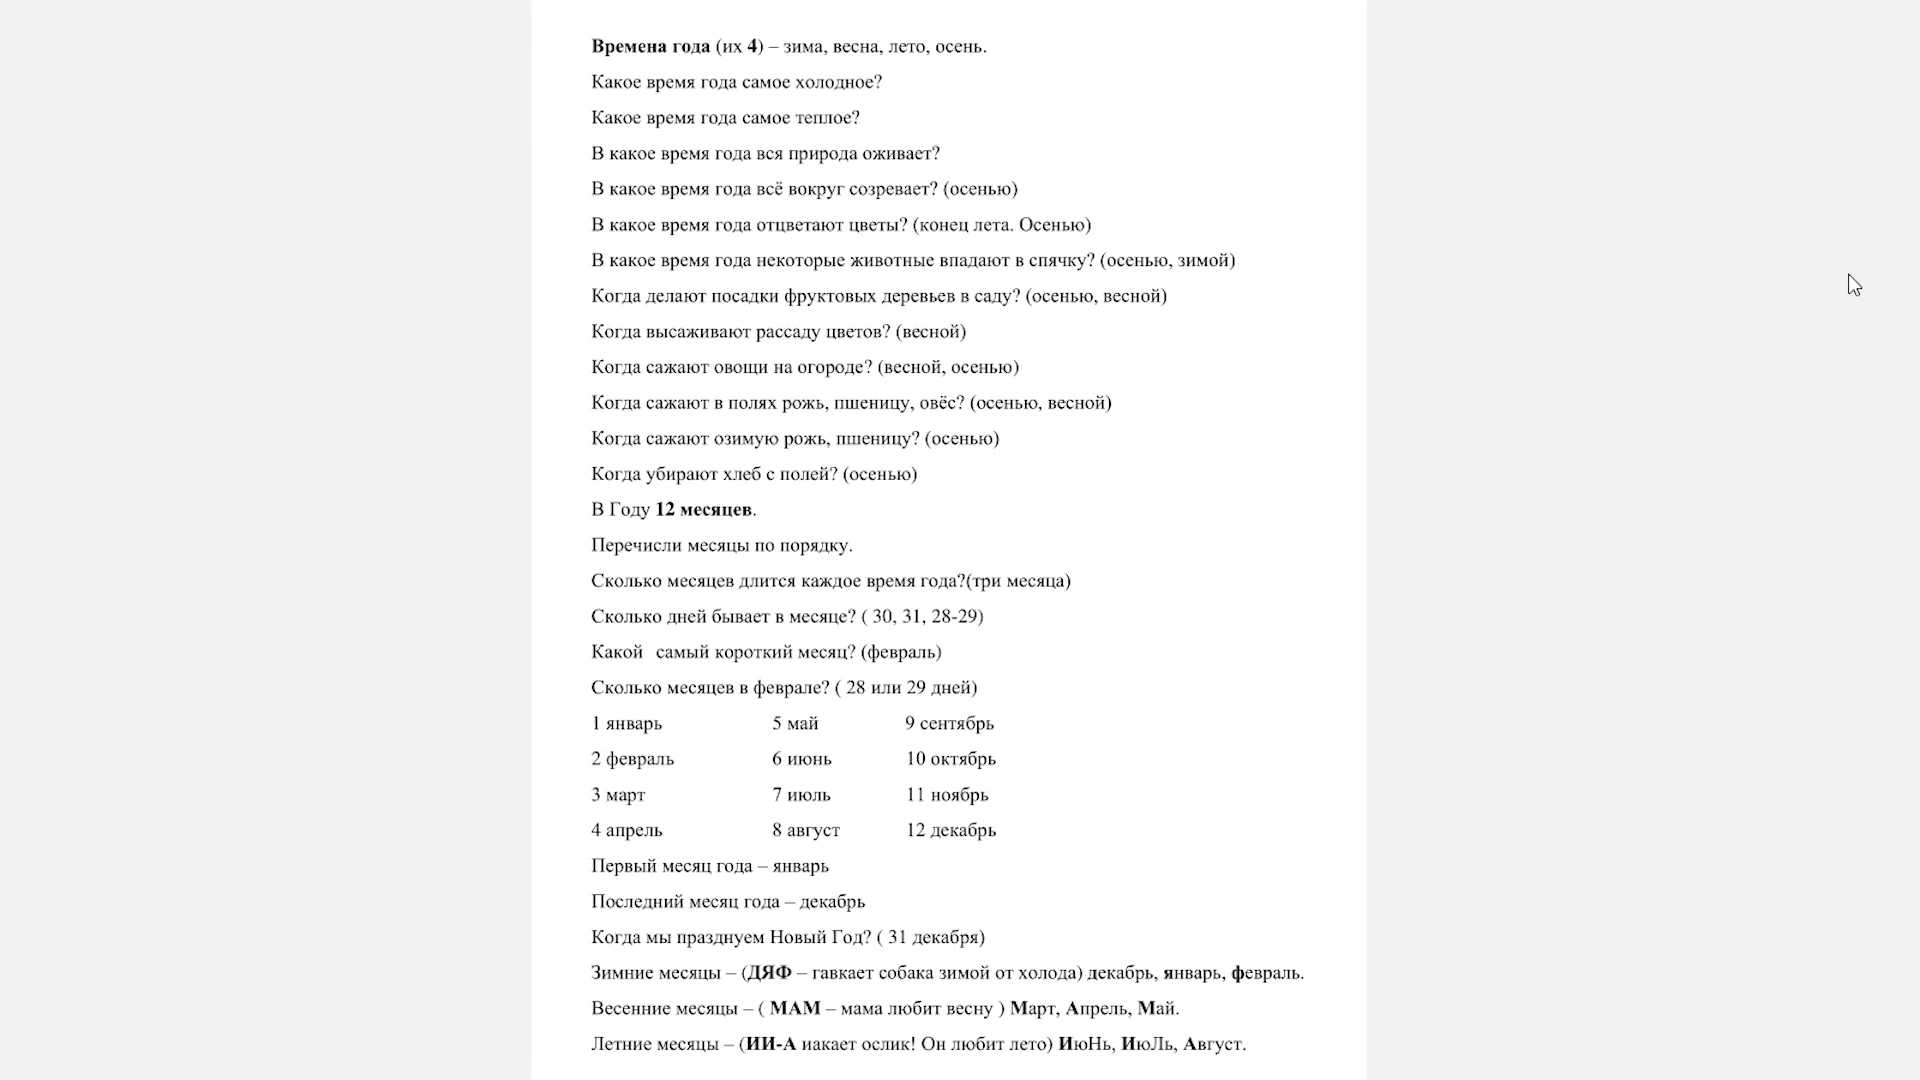 Времена года (их 4) – зима, весна, лето, осень.
Какое время года самое холодное?
Какое время года самое теплое?
В какое время года вся природа оживает?
В какое время года всё вокруг созревает? (осенью)
В какое время года отцветают цветы? (конец лета. Осенью)
В какое время года некоторые животные впадают в спячку? (осенью, зимой)
Когда делают посадки фруктовых деревьев в саду? (осенью, весной)
Когда высаживают рассаду цветов? (весной)
Когда сажают овощи на огороде? (весной, осенью)
Когда сажают в полях рожь, пшеницу, овёс? (осенью, весной)
Когда сажают озимую рожь, пшеницу? (осенью)
Когда убирают хлеб с полей? (осенью)
В Году 12 месяцев.
Перечисли месяцы по порядку.
Сколько месяцев длится каждое время года?(три месяца)
Сколько дней бывает в месяце? ( 30, 31, 28-29)
Какой самый короткий месяц? (февраль)
Сколько месяцев в феврале? ( 28 или 29 дней)
1 январь 5 май 9 сентябрь
2 февраль 6 июнь 10 октябрь
3 март 7 июль 11 ноябрь
4 апрель 8 август 12 декабрь
Первый месяц года – январь
Последний месяц года – декабрь
Когда мы празднуем Новый Год? ( 31 декабря)
Зимние месяцы – (ДЯФ – гавкает собака зимой от холода) декабрь, январь, февраль.
Весенние месяцы – ( МАМ – мама любит весну ) Март, Апрель, Май.
Летние месяцы – (ИИ-А иакает ослик! Он любит лето) ИюНь, ИюЛь, Август.